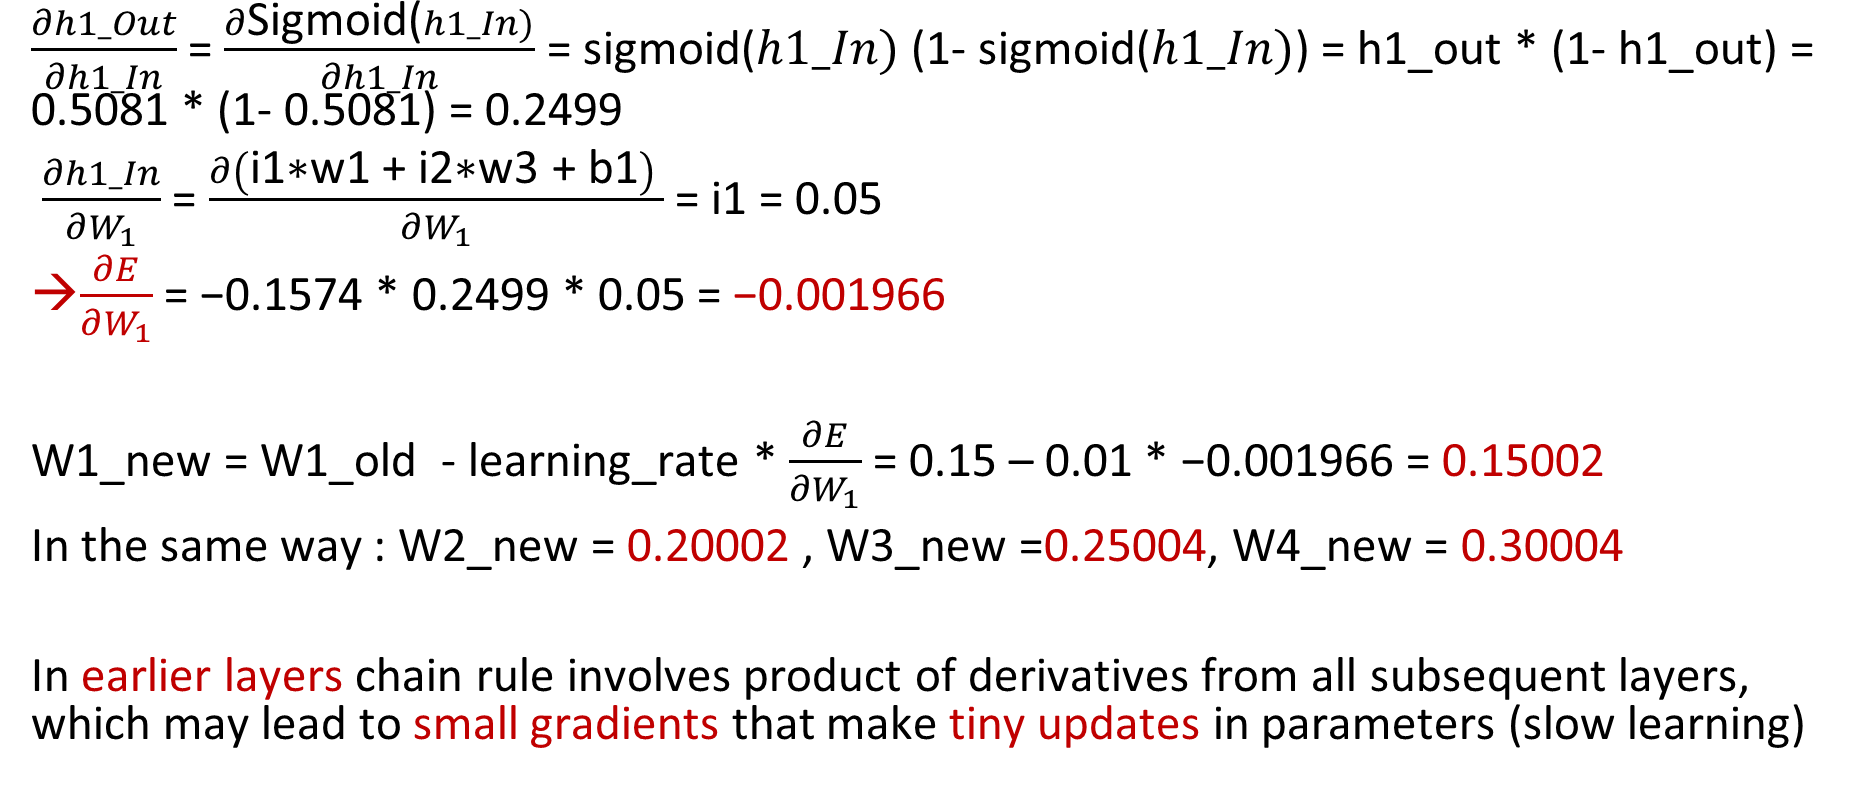 ∂h1_Out/∂h1_In = ∂Sigmoid(h1_In)/∂h1_In = sigmoid(h1_In) (1- sigmoid(h1_In)) = h1_out * (1- h1_out) =
0.5081 * (1- 0.5081) = 0.2499
∂h1_In/∂W₁ = ∂(i1*w1 + i2*w3 + b1)/∂W₁ = i1 = 0.05
→ ∂E/∂W₁ = −0.1574 * 0.2499 * 0.05 = −0.001966
W1_new = W1_old - learning_rate * ∂E/∂W₁ = 0.15 – 0.01 * −0.001966 = 0.15002
In the same way : W2_new = 0.20002 , W3_new =0.25004, W4_new = 0.30004
In earlier layers chain rule involves product of derivatives from all subsequent layers,
which may lead to small gradients that make tiny updates in parameters (slow learning)